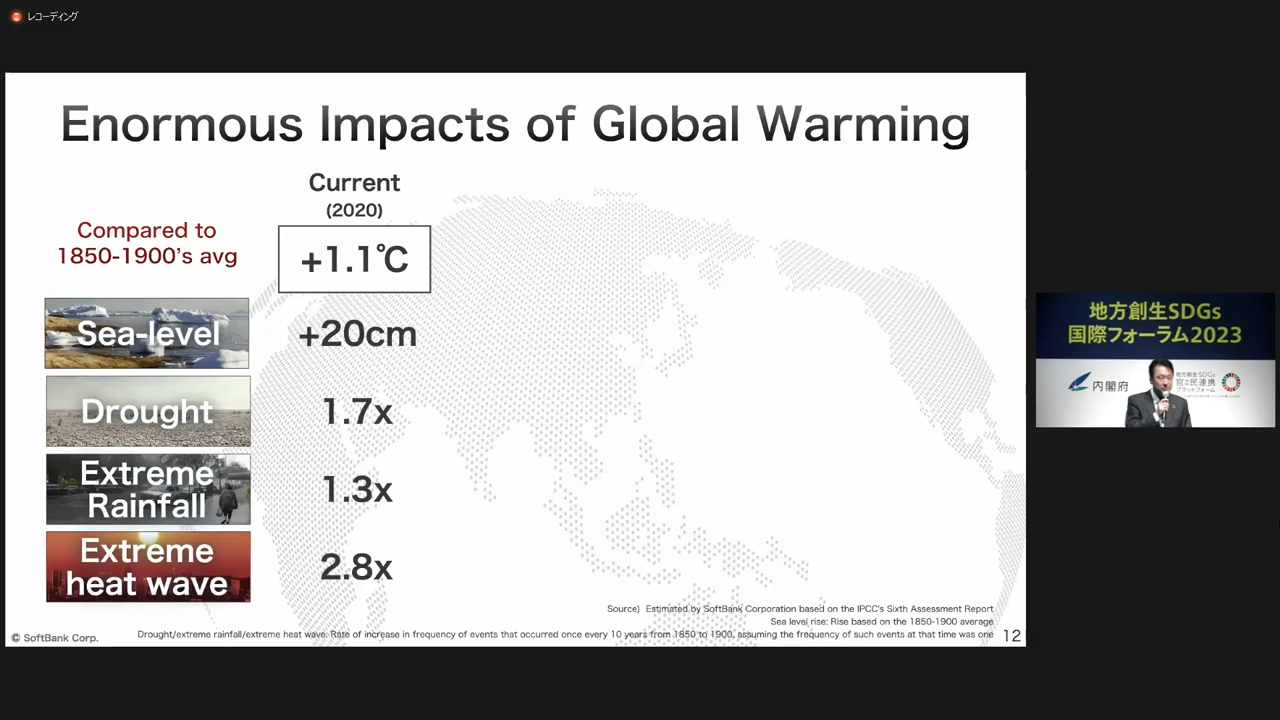 レコーディング
Enormous Impacts of Global Warming
Current
(2020)
Compared to
1850-1900's avg
+1.1℃
Sea-level
+20cm
Drought
1.7x
Extreme
Rainfall
1.3x
Extreme
heat wave
2.8x
Source) Estimated by SoftBank Corporation based on the IPCC's Sixth Assessment Report
Sea level rise: Rise based on the 1850-1900 average
Drought/extreme rainfall/extreme heat wave: Rate of increase in frequency of events that occurred once every 10 years from 1850 to 1900, assuming the frequency of such events at that time was one
© SoftBank Corp.
12
地方創生SDGs
国際フォーラム2023
内閣府
地方創生SDGs
官民連携
プラットフォーム